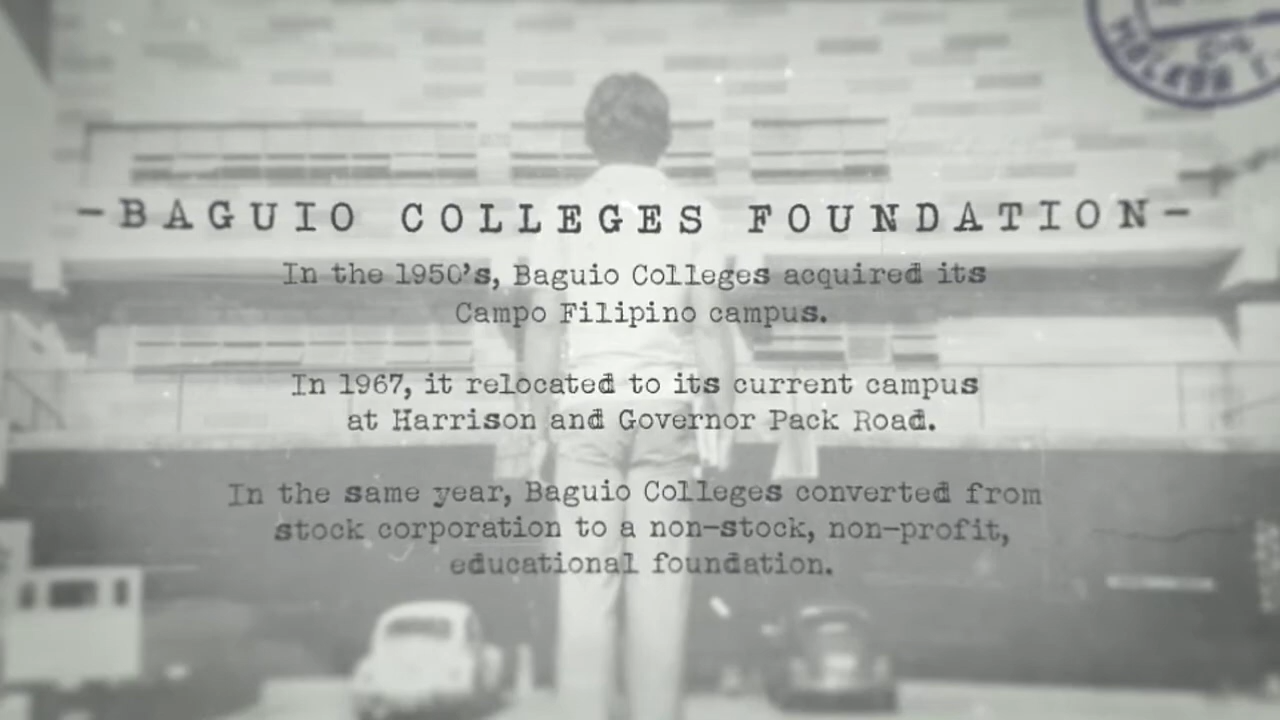 -BAGUIO COLLEGES FOUNDATION-
In the 1950's, Baguio Colleges acquired its
Campo Filipino campus.
In 1967, it relocated to its current campus
at Harrison and Governor Pack Road.
In the same year, Baguio Colleges converted from
stock corporation to a non-stock, non-profit,
educational foundation.